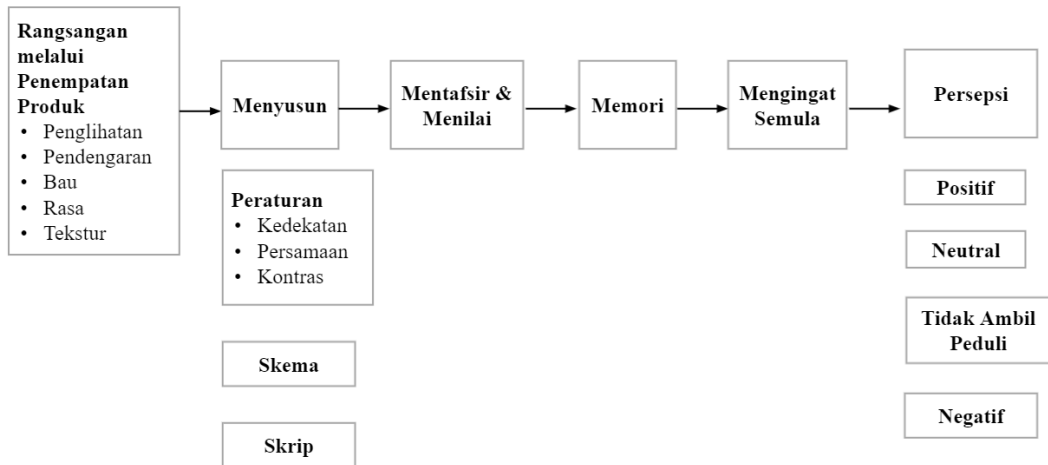 Rangsangan
melalui
Penempatan
Produk
• Penglihatan
• Pendengaran
• Bau
• Rasa
• Tekstur
Menyusun
Peraturan
• Kedekatan
• Persamaan
• Kontras
Skema
Skrip
Mentafsir &
Menilai
Memori
Mengingat
Semula
Persepsi
Positif
Neutral
Tidak Ambil
Peduli
Negatif